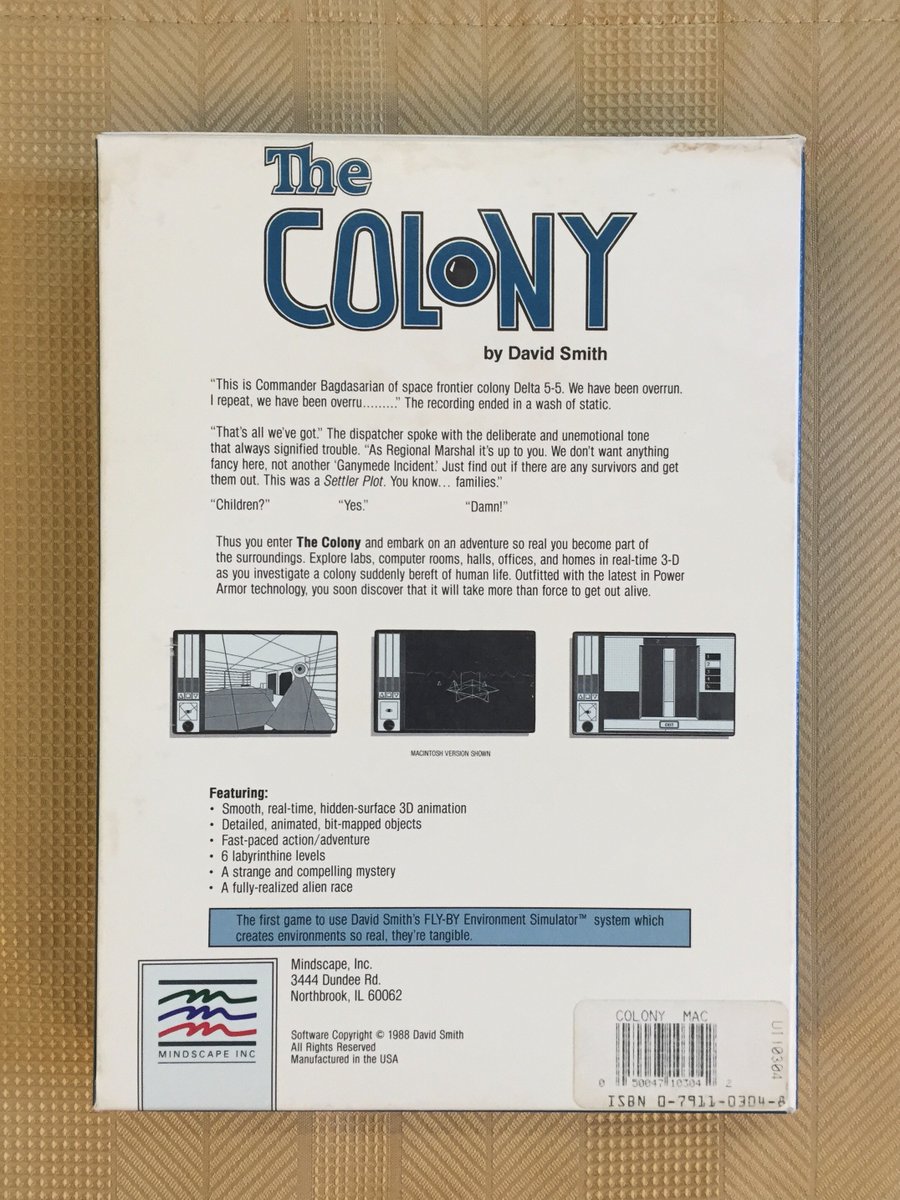 The
COLONY
by David Smith
“This is Commander Bagdasarian of space frontier colony Delta 5-5. We have been overrun.
I repeat, we have been overru.........” The recording ended in a wash of static.
“That’s all we’ve got.” The dispatcher spoke with the deliberate and unemotional tone
that always signified trouble. “As Regional Marshal it’s up to you. We don’t want anything
fancy here, not another ‘Ganymede Incident.’ Just find out if there are any survivors and get
them out. This was a Settler Plot. You know... families.”
“Children?” “Yes.” “Damn!”
Thus you enter The Colony and embark on an adventure so real you become part of
the surroundings. Explore labs, computer rooms, halls, offices, and homes in real-time 3-D
as you investigate a colony suddenly bereft of human life. Outfitted with the latest in Power
Armor technology, you soon discover that it will take more than force to get out alive.
EXIT
MACINTOSH VERSION SHOWN
Featuring:
• Smooth, real-time, hidden-surface 3D animation
• Detailed, animated, bit-mapped objects
• Fast-paced action/adventure
• 6 labyrinthine levels
• A strange and compelling mystery
• A fully-realized alien race
The first game to use David Smith’s FLY-BY Environment Simulator™ system which
creates environments so real, they’re tangible.
Mindscape, Inc.
3444 Dundee Rd.
Northbrook, IL 60062
MINDSCAPE INC
Software Copyright © 1988 David Smith
All Rights Reserved
Manufactured in the USA
COLONY MAC
0 50047 10304 2
ISBN 0-7911-0304-8
U110304